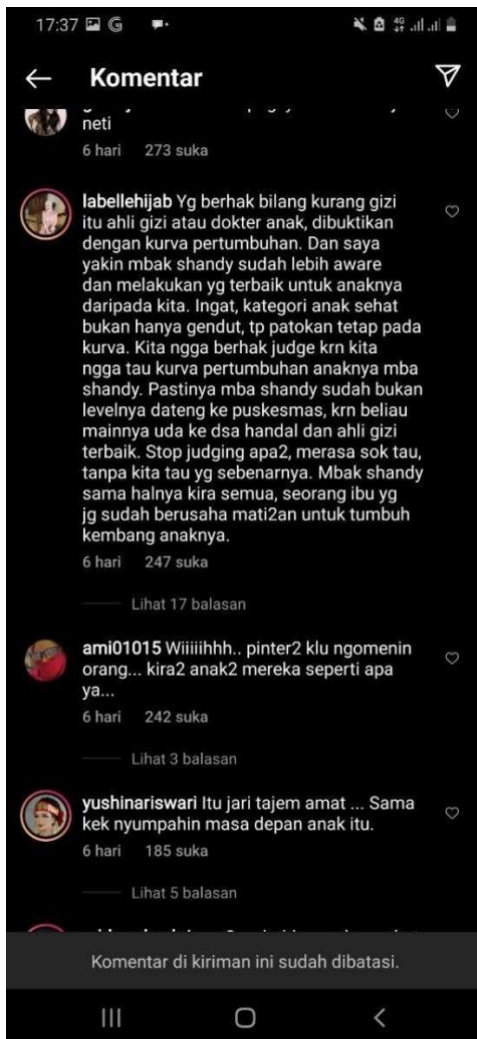 17:37
4G
Komentar
neti
6 hari 273 suka
labellehijab Yg berhak bilang kurang gizi
itu ahli gizi atau dokter anak, dibuktikan
dengan kurva pertumbuhan. Dan saya
yakin mbak shandy sudah lebih aware
dan melakukan yg terbaik untuk anaknya
daripada kita. Ingat, kategori anak sehat
bukan hanya gendut, tp patokan tetap pada
kurva. Kita ngga berhak judge krn kita
ngga tau kurva pertumbuhan anaknya mba
shandy. Pastinya mba shandy sudah bukan
levelnya dateng ke puskesmas, krn beliau
mainnya uda ke dsa handal dan ahli gizi
terbaik. Stop judging apa2, merasa sok tau,
tanpa kita tau yg sebenarnya. Mbak shandy
sama halnya kira semua, seorang ibu yg
jg sudah berusaha mati2an untuk tumbuh
kembang anaknya.
6 hari 247 suka
Lihat 17 balasan
ami01015 Wiiiiihhh.. pinter2 klu ngomenin
orang... kira2 anak2 mereka seperti apa
ya...
6 hari 242 suka
Lihat 3 balasan
yushinariswari Itu jari tajem amat ... Sama
kek nyumpahin masa depan anak itu.
6 hari 185 suka
Lihat 5 balasan
Komentar di kiriman ini sudah dibatasi.